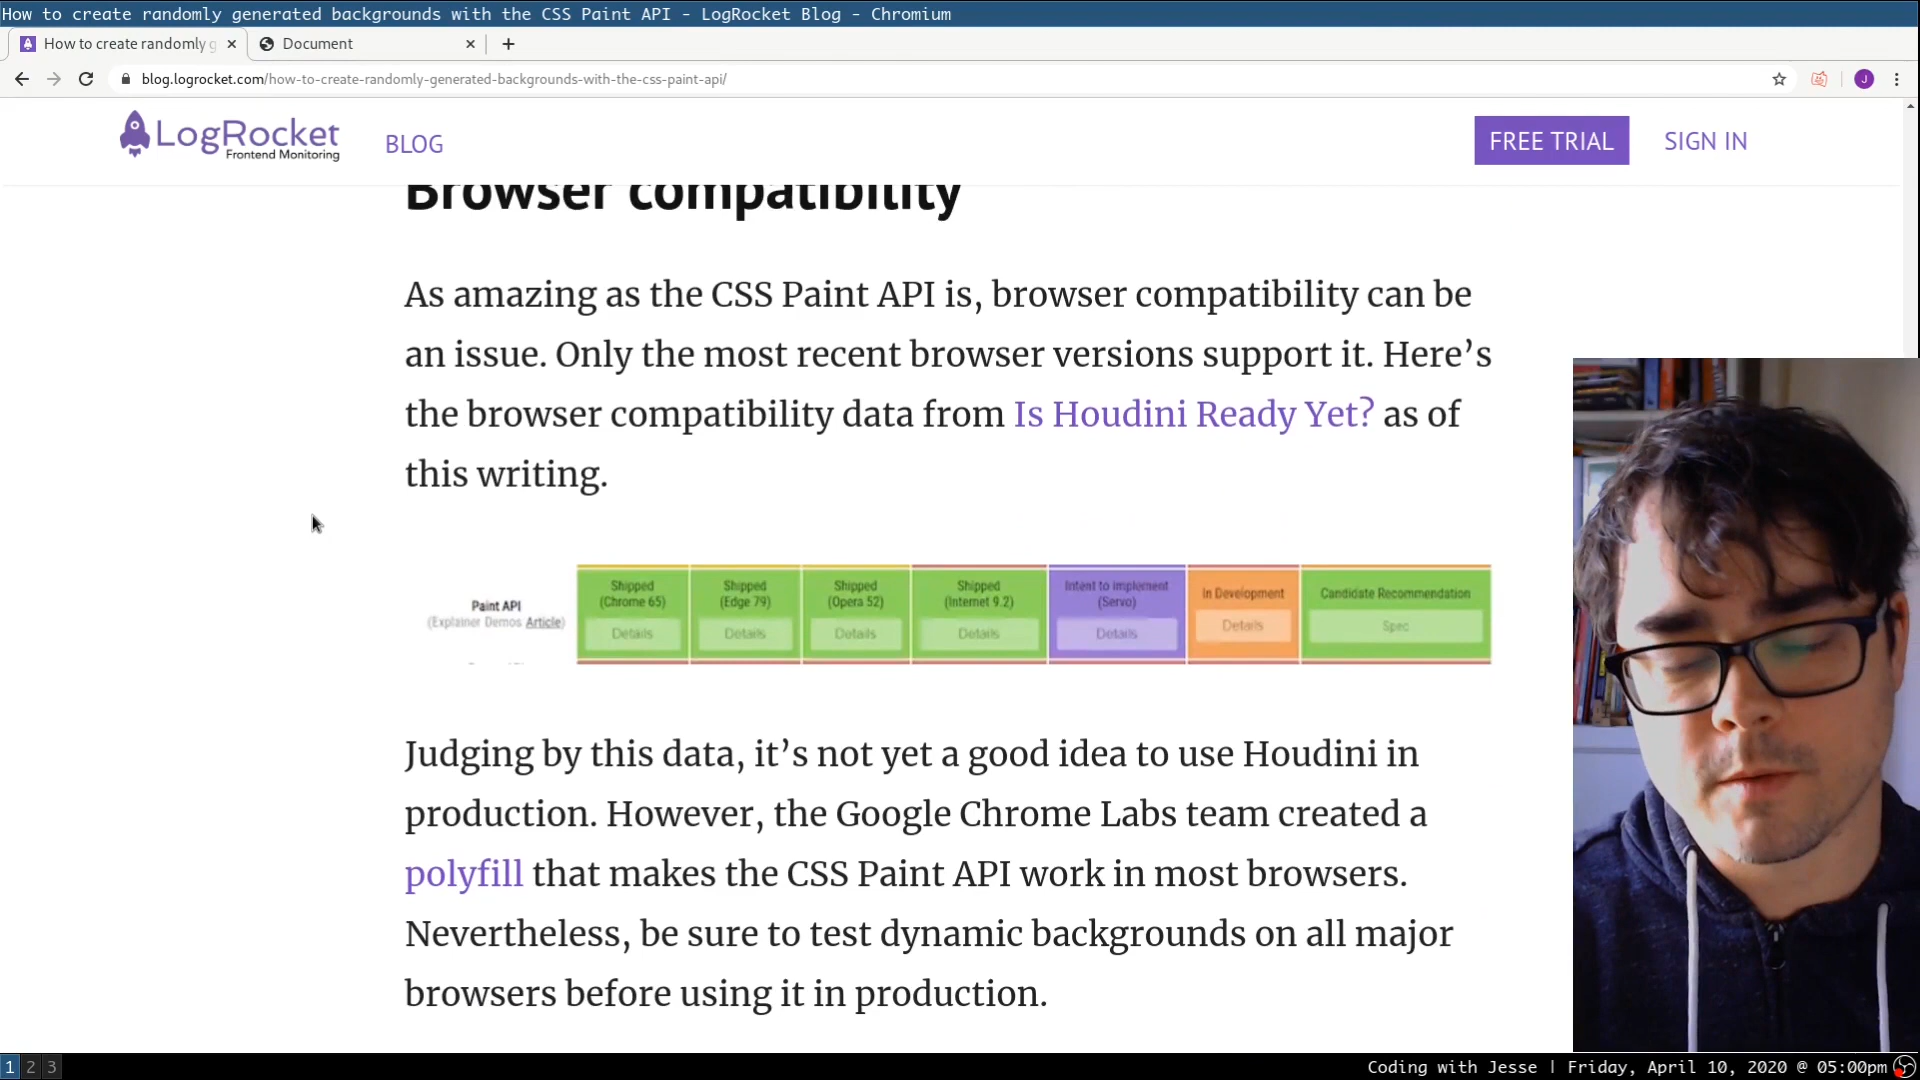 How to create randomly generated backgrounds with the CSS Paint API - LogRocket Blog - Chromium
How to create randomly g
Document
blog.logrocket.com/how-to-create-randomly-generated-backgrounds-with-the-css-paint-api/
J
LogRocket
Frontend Monitoring
BLOG
FREE TRIAL
SIGN IN
Browser compatibility
As amazing as the CSS Paint API is, browser compatibility can be
an issue. Only the most recent browser versions support it. Here’s
the browser compatibility data from Is Houdini Ready Yet? as of
this writing.
Paint API
(Explainer Demos Article)
Shipped
(Chrome 65)
Details
Shipped
(Edge 79)
Details
Shipped
(Opera 52)
Details
Shipped
(Internet 9.2)
Details
Intent to implement
(Servo)
Details
In Development
Details
Candidate Recommendation
Spec
Judging by this data, it’s not yet a good idea to use Houdini in
production. However, the Google Chrome Labs team created a
polyfill that makes the CSS Paint API work in most browsers.
Nevertheless, be sure to test dynamic backgrounds on all major
browsers before using it in production.
1 2 3
Coding with Jesse | Friday, April 10, 2020 @ 05:00pm